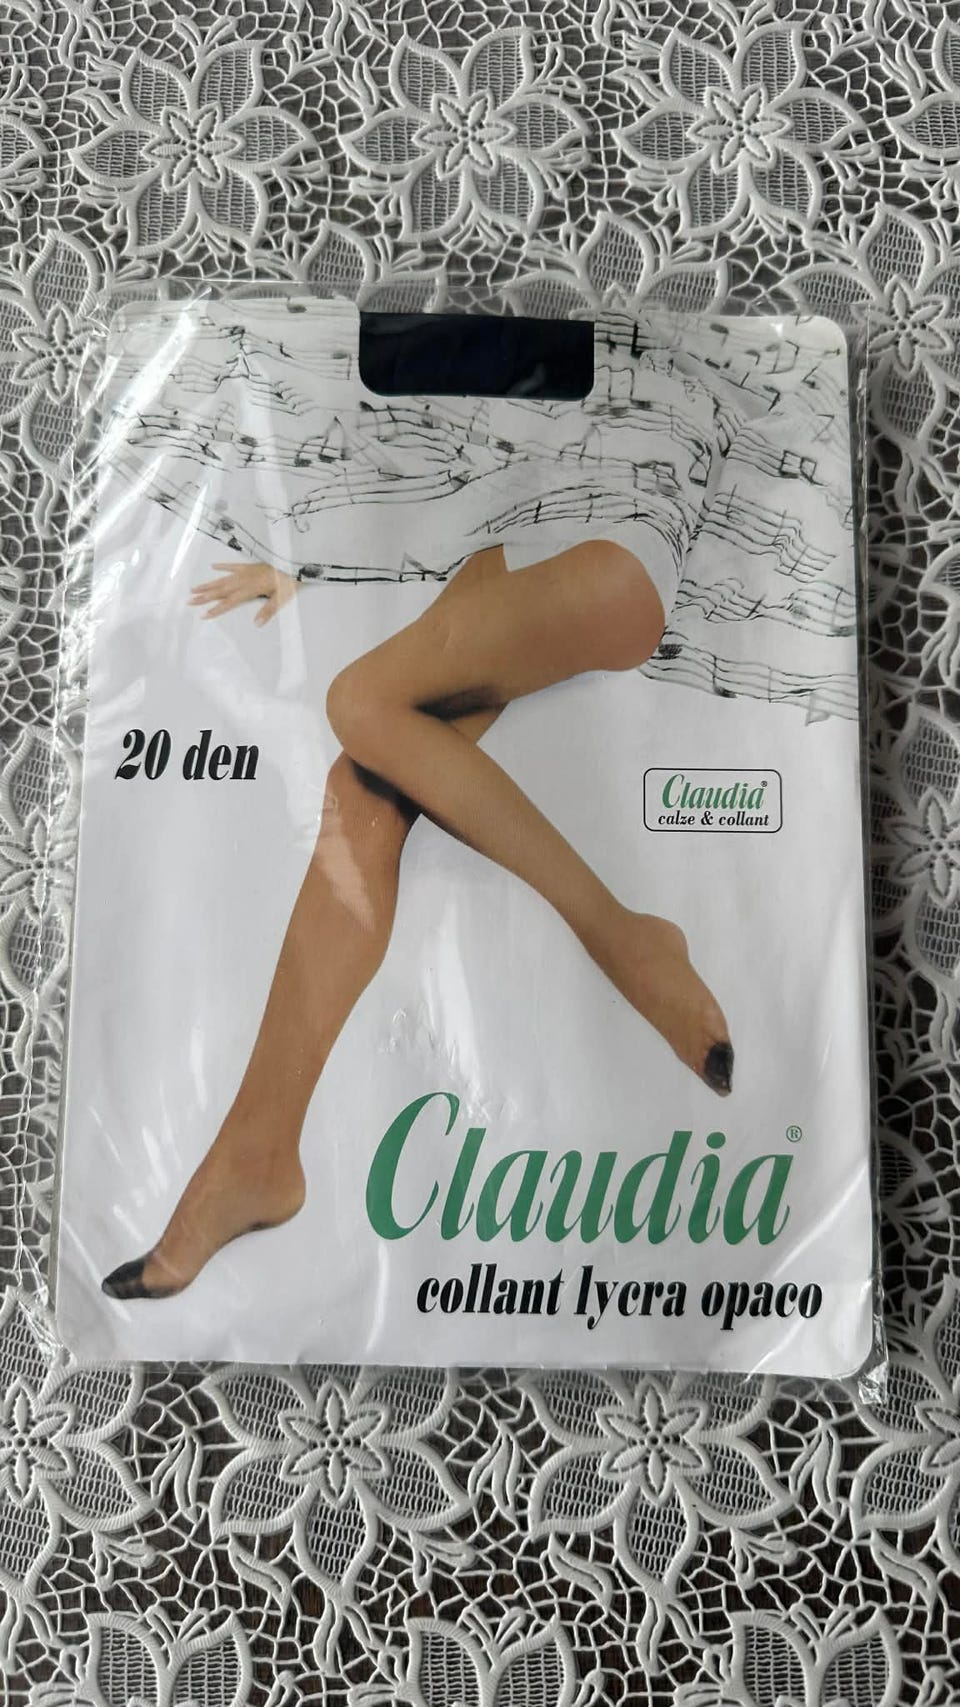 20 den
Claudia®
calze & collant
Claudia®
collant lycra opaco